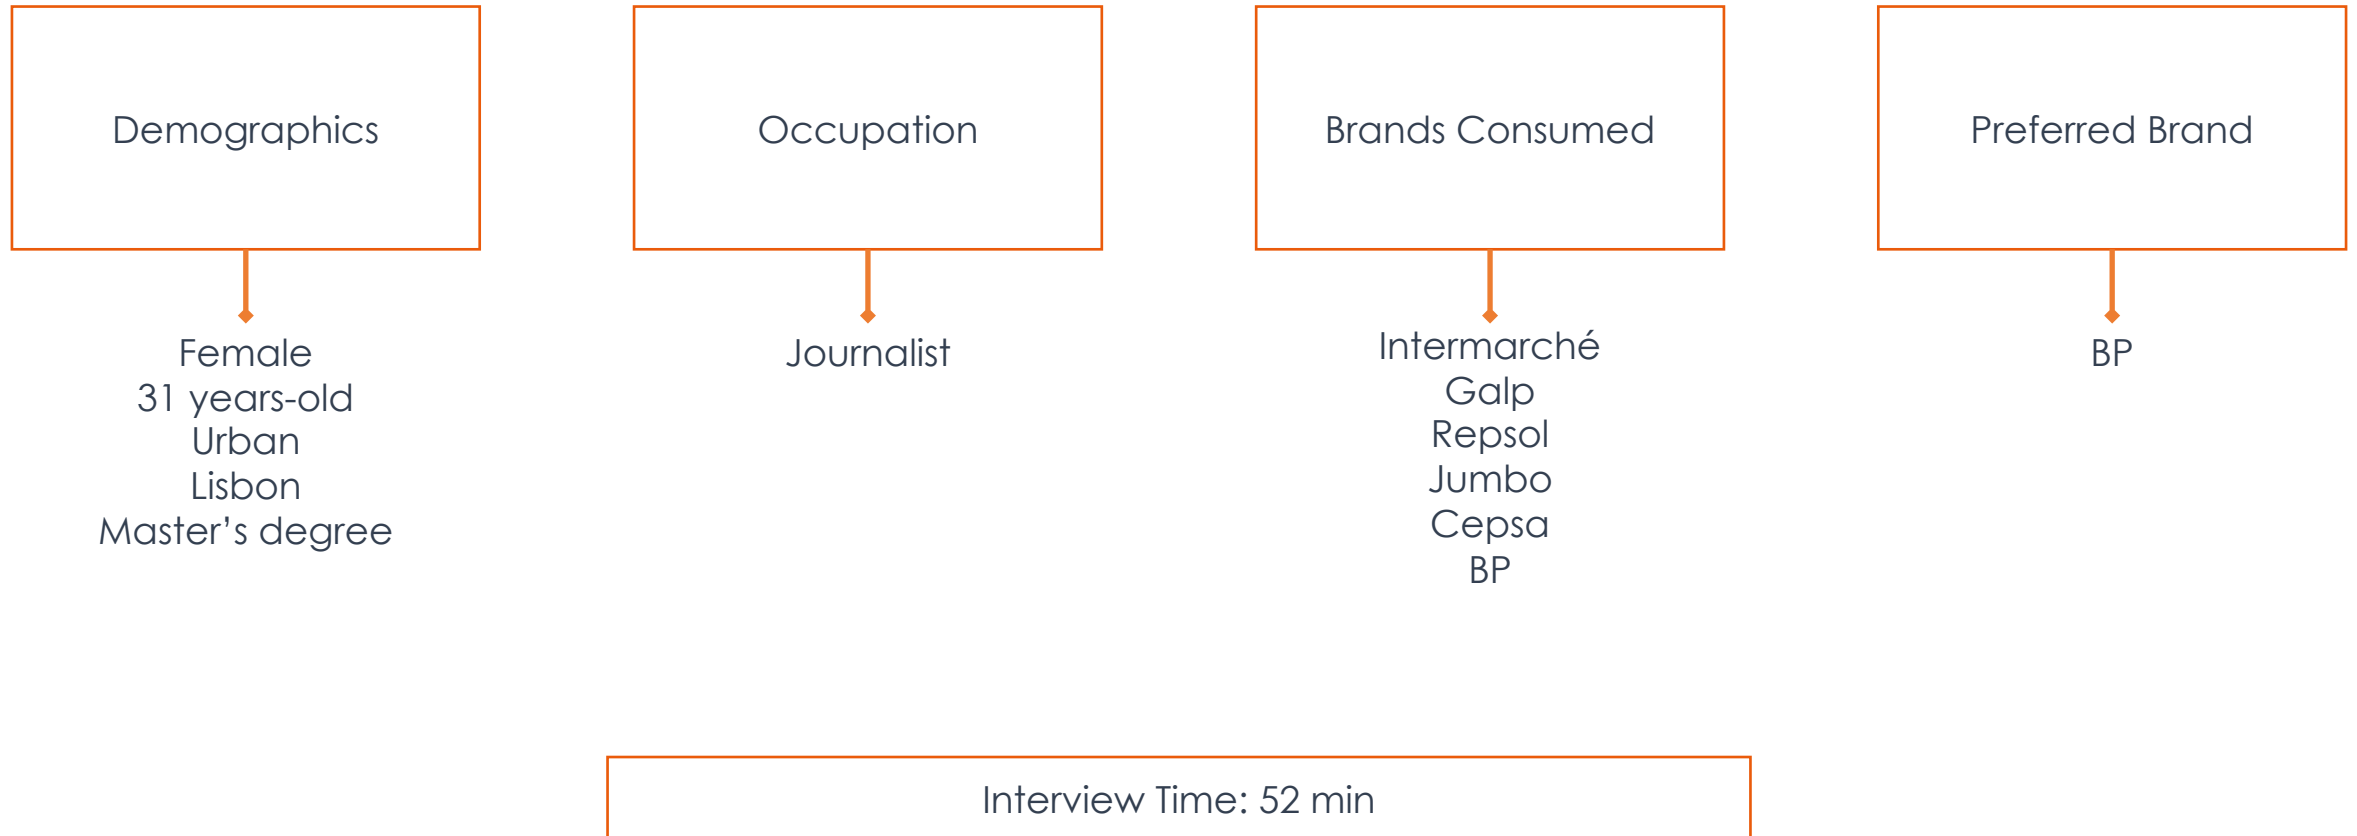 Demographics
Female
31 years-old
Urban
Lisbon
Master’s degree
Occupation
Journalist
Brands Consumed
Intermarché
Galp
Repsol
Jumbo
Cepsa
BP
Preferred Brand
BP
Interview Time: 52 min